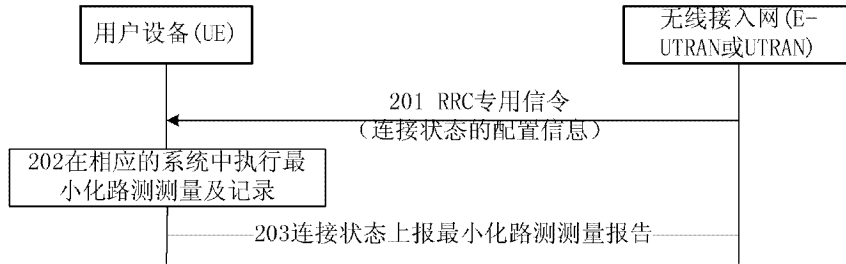 用户设备(UE)
无线接入网(E-
UTRAN或UTRAN)
201 RRC专用信令
（连接状态的配置信息）
202在相应的系统中执行最
小化路测测量及记录
203连接状态上报最小化路测测量报告